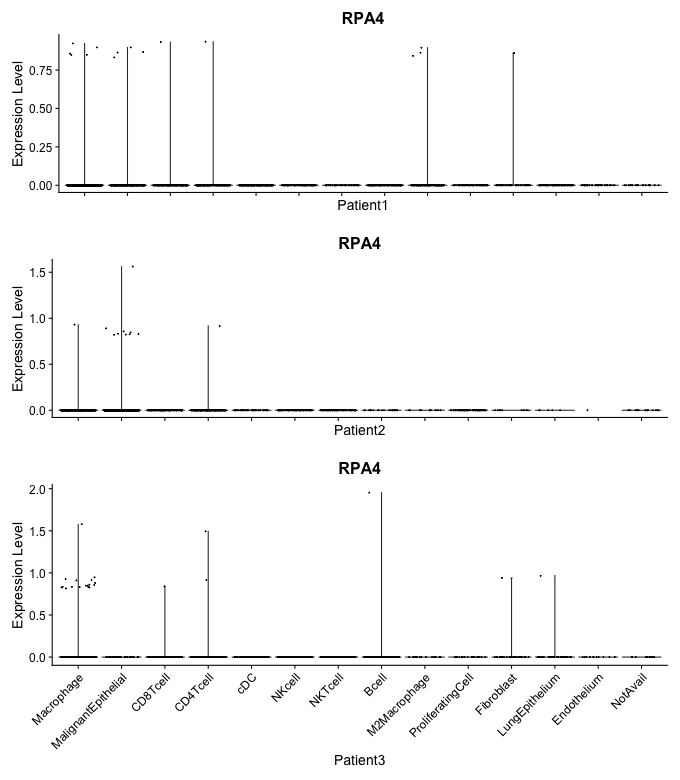 RPA4
Expression Level
0.75
0.50
0.25
0.00
Patient1
RPA4
Expression Level
1.5
1.0
0.5
0.0
Patient2
RPA4
Expression Level
2.0
1.5
1.0
0.5
0.0
Macrophage
MalignantEpithelial
CD8Tcell
CD4Tcell
cDC
NKcell
NKTcell
Bcell
M2Macrophage
ProliferatingCell
Fibroblast
LungEpithelium
Endothelium
NotAvail
Patient3